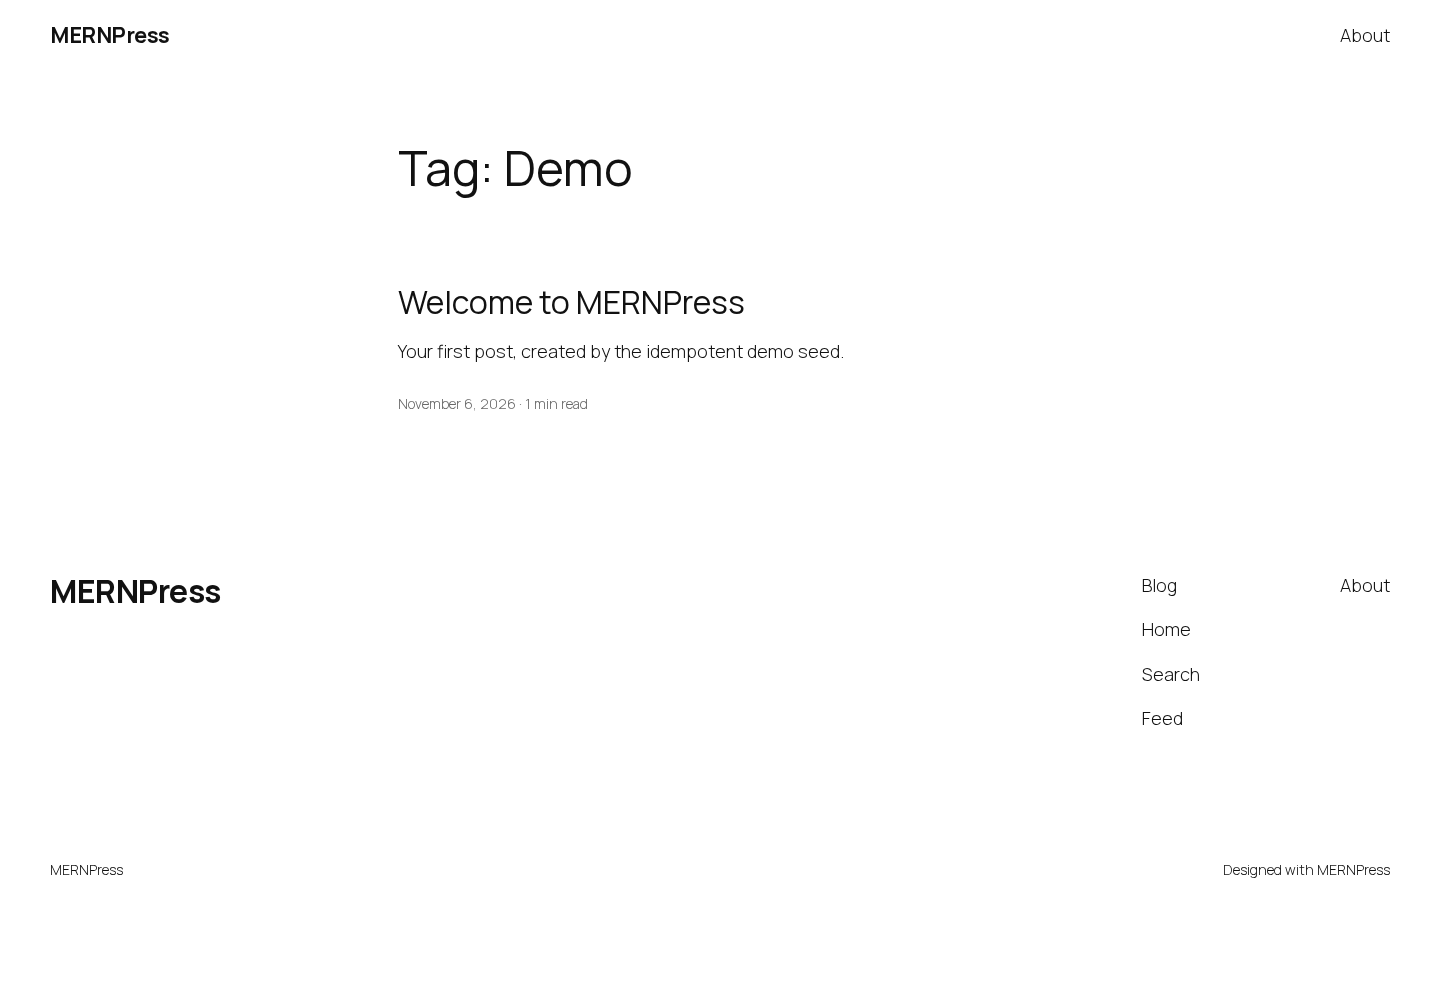 MERNPress
About
Tag: Demo
Welcome to MERNPress
Your first post, created by the idempotent demo seed.
November 6, 2026 · 1 min read
MERNPress
Blog
Home
Search
Feed
About
MERNPress
Designed with MERNPress